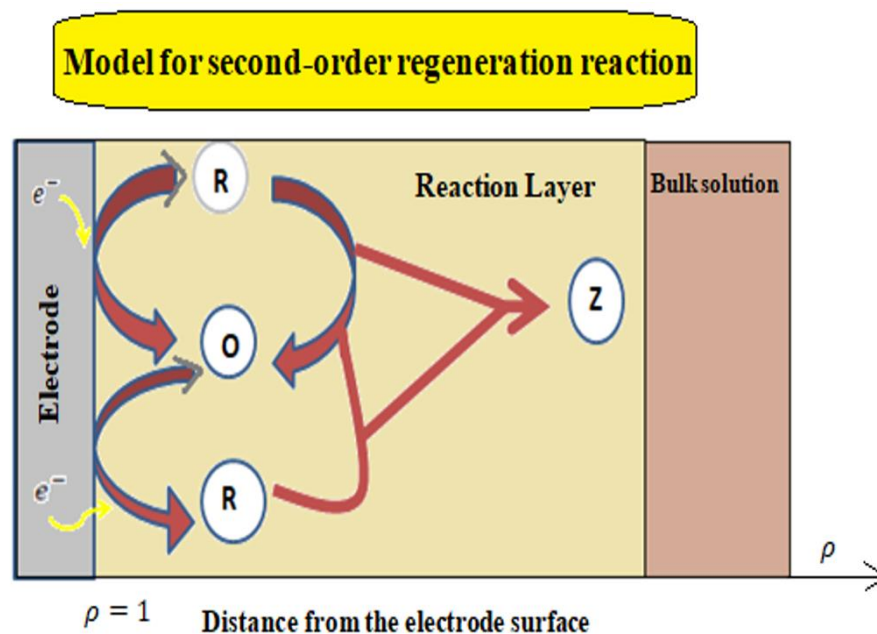 Model for second-order regeneration reaction
e⁻
R
Reaction Layer
Bulk solution
Electrode
O
Z
e⁻
R
ρ
ρ = 1
Distance from the electrode surface